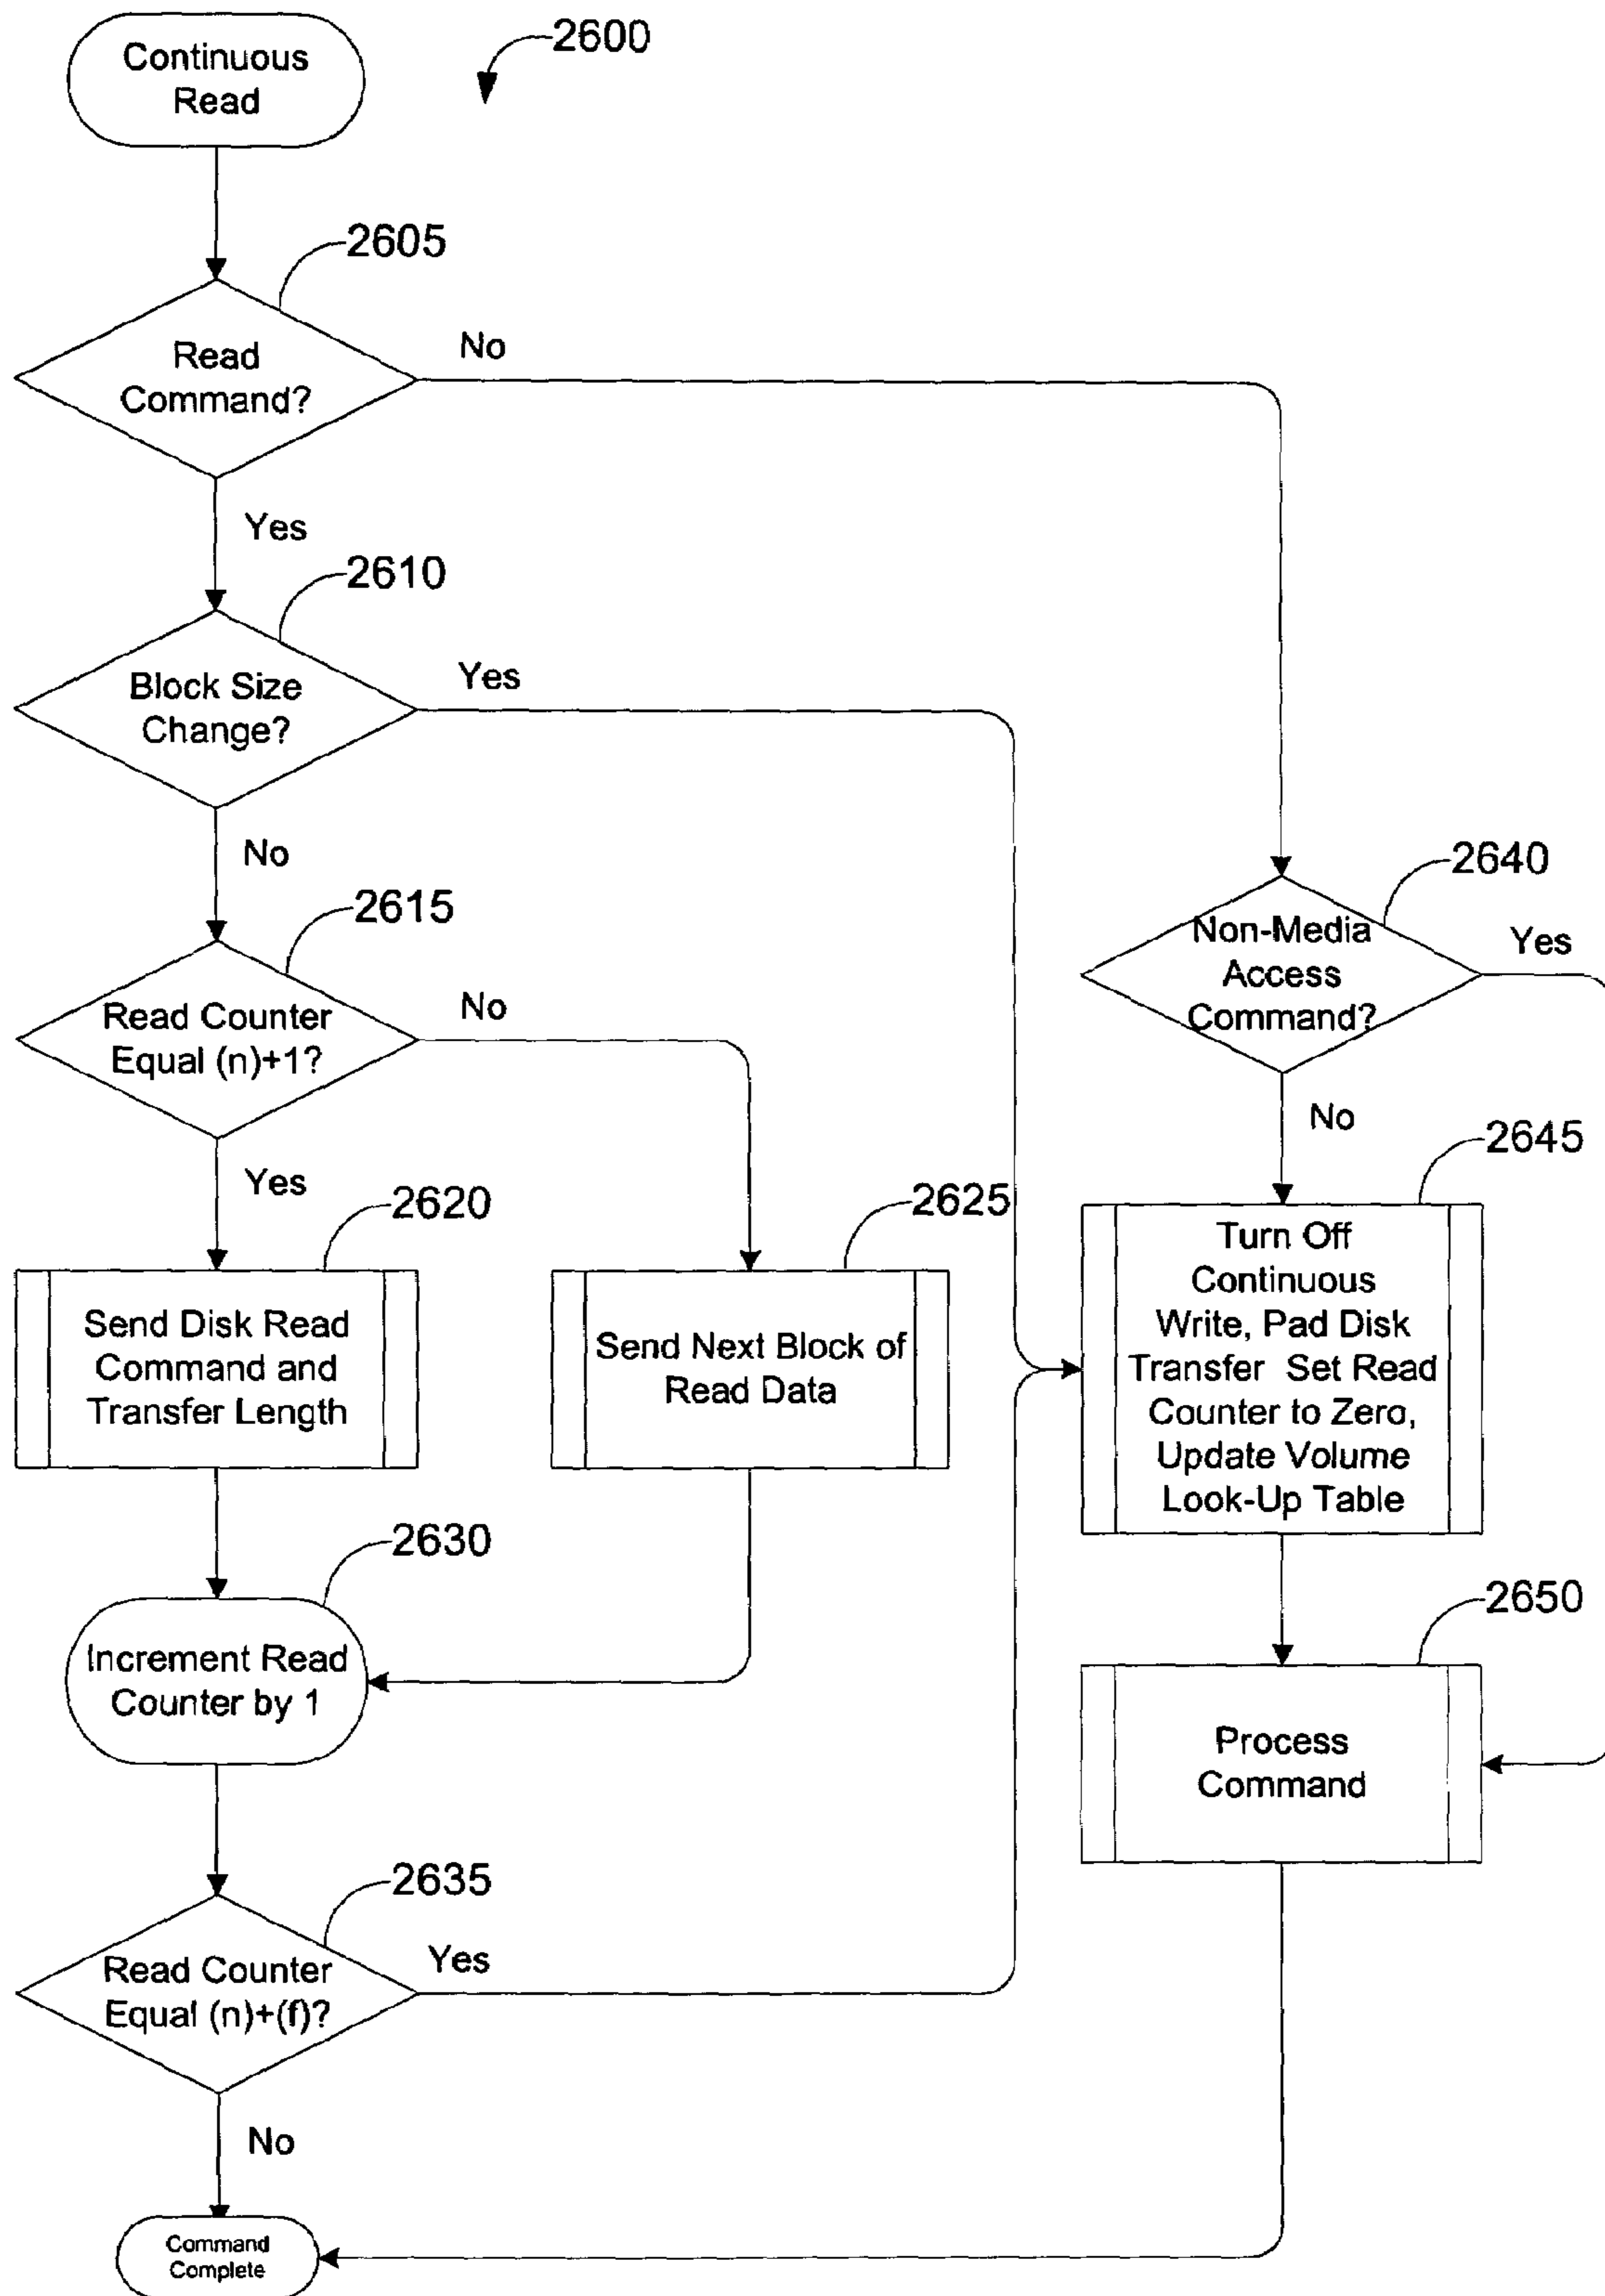 Continuous
Read
2600
2605
Read
Command?
No
Yes
2610
Block Size
Change?
Yes
No
2615
Read Counter
Equal (n)+1?
No
Yes
2640
Non-Media
Access
Command?
Yes
No
2620
Send Disk Read
Command and
Transfer Length
2625
Send Next Block of
Read Data
2645
Turn Off
Continuous
Write, Pad Disk
Transfer Set Read
Counter to Zero,
Update Volume
Look-Up Table
2630
Increment Read
Counter by 1
2650
Process
Command
2635
Read Counter
Equal (n)+(f)?
Yes
No
Command
Complete